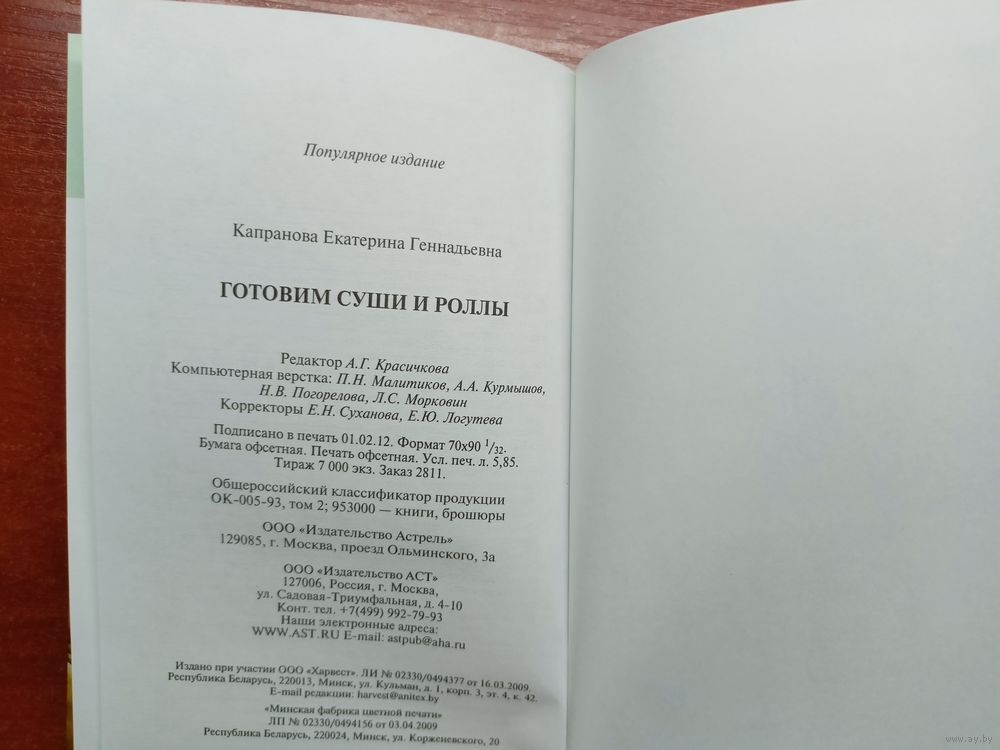 Популярное издание
Капранова Екатерина Геннадьевна
ГОТОВИМ СУШИ И РОЛЛЫ
Редактор А.Г. Красичкова
Компьютерная верстка: П.Н. Малитиков, А.А. Курмышов,
Н.В. Погорелова, Л.С. Морковин
Корректоры Е.Н. Суханова, Е.Ю. Логутева
Подписано в печать 01.02.12. Формат 70х90 1/32.
Бумага офсетная. Печать офсетная. Усл. печ. л. 5,85.
Тираж 7 000 экз. Заказ 2811.
Общероссийский классификатор продукции
ОК-005-93, том 2; 953000 — книги, брошюры
ООО «Издательство Астрель»
129085, г. Москва, проезд Ольминского, 3а
ООО «Издательство АСТ»
127006, Россия, г. Москва,
ул. Садовая-Триумфальная, д. 4-10
Конт. тел. +7(499) 992-79-93
Наши электронные адреса:
WWW.AST.RU E-mail: astpub@aha.ru
Издано при участии ООО «Харвест». ЛИ № 02330/0494377 от 16.03.2009.
Республика Беларусь, 220013, Минск, ул. Кульман, д. 1, корп. 3, эт. 4, к. 42.
E-mail редакции: harvest@anitex.by
«Минская фабрика цветной печати»
ЛП № 02330/0494156 от 03.04.2009
Республика Беларусь, 220024, Минск, ул. Корженевского, 20
www.ay.by